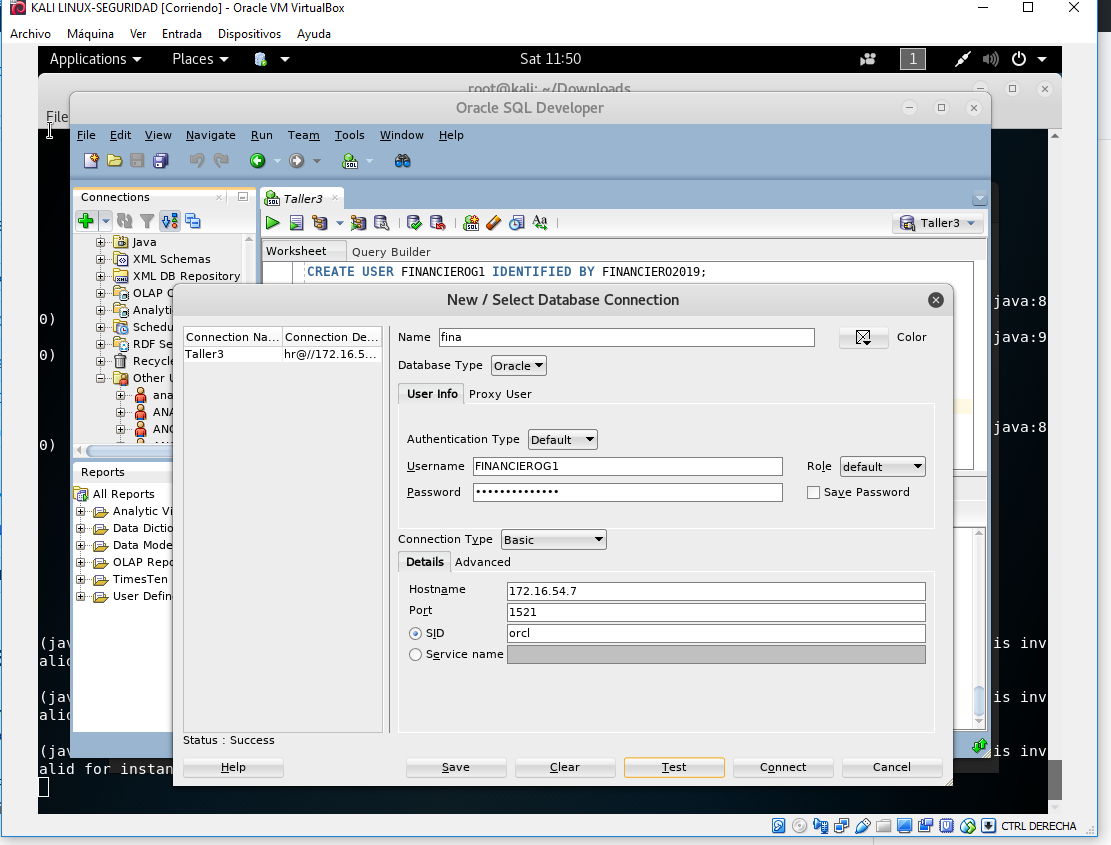 KALI LINUX-SEGURIDAD [Corriendo] - Oracle VM VirtualBox
Archivo Máquina Ver Entrada Dispositivos Ayuda
Applications Places Sat 11:50 1
root@kali: ~/Downloads
File
Oracle SQL Developer
File Edit View Navigate Run Team Tools Window Help
Connections
Taller3
Taller3
Worksheet Query Builder
CREATE USER FINANCIEROG1 IDENTIFIED BY FINANCIERO2019;
Java
XML Schemas
XML DB Repository
OLAP
Analyti
Schedu
RDF Se
Recycle
Other U
ana
ANA
ANG
Reports
All Reports
Analytic Vi
Data Dictio
Data Mode
OLAP Repo
TimesTen
User Defin
New / Select Database Connection
Connection Na... Connection De...
Taller3 hr@//172.16.5...
Name fina Color
Database Type Oracle
User Info Proxy User
Authentication Type Default
Username FINANCIEROG1 Role default
Password •••••••••••••• Save Password
Connection Type Basic
Details Advanced
Hostname 172.16.54.7
Port 1521
SID orcl
Service name
Status : Success
Help Save Clear Test Connect Cancel
java:8
0) java:9
0)
java:8
0)
(jav is inv
alid
(jav is inv
alid
(jav is inv
alid for instan
CTRL DERECHA